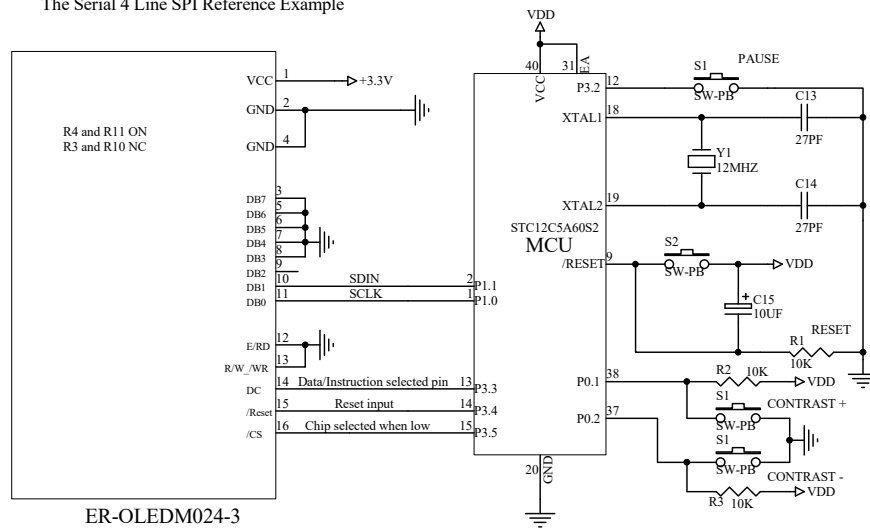 The Serial 4 Line SPI Reference Example
VDD
40
31
VCC
EA
S1
PAUSE
SW-PB
P3.2
12
C13
27PF
XTAL1
18
Y1
12MHZ
C14
27PF
XTAL2
19
STC12C5A60S2
MCU
/RESET
9
S2
SW-PB
VDD
C15
10UF
+
RESET
R1
10K
R4 and R11 ON
R3 and R10 NC
VCC
1
+3.3V
GND
2
GND
4
DB7
3
DB6
5
DB5
6
DB4
7
DB3
8
DB2
9
DB1
10
SDIN
2
P1.1
DB0
11
SCLK
1
P1.0
E/RD
12
R/W_/WR
13
DC
14
Data/Instruction selected pin
13
P3.3
/Reset
15
Reset input
14
P3.4
/CS
16
Chip selected when low
15
P3.5
P0.1
38
R2
10K
VDD
S1
CONTRAST +
SW-PB
P0.2
37
S1
SW-PB
CONTRAST -
R3
10K
VDD
20
GND
ER-OLEDM024-3